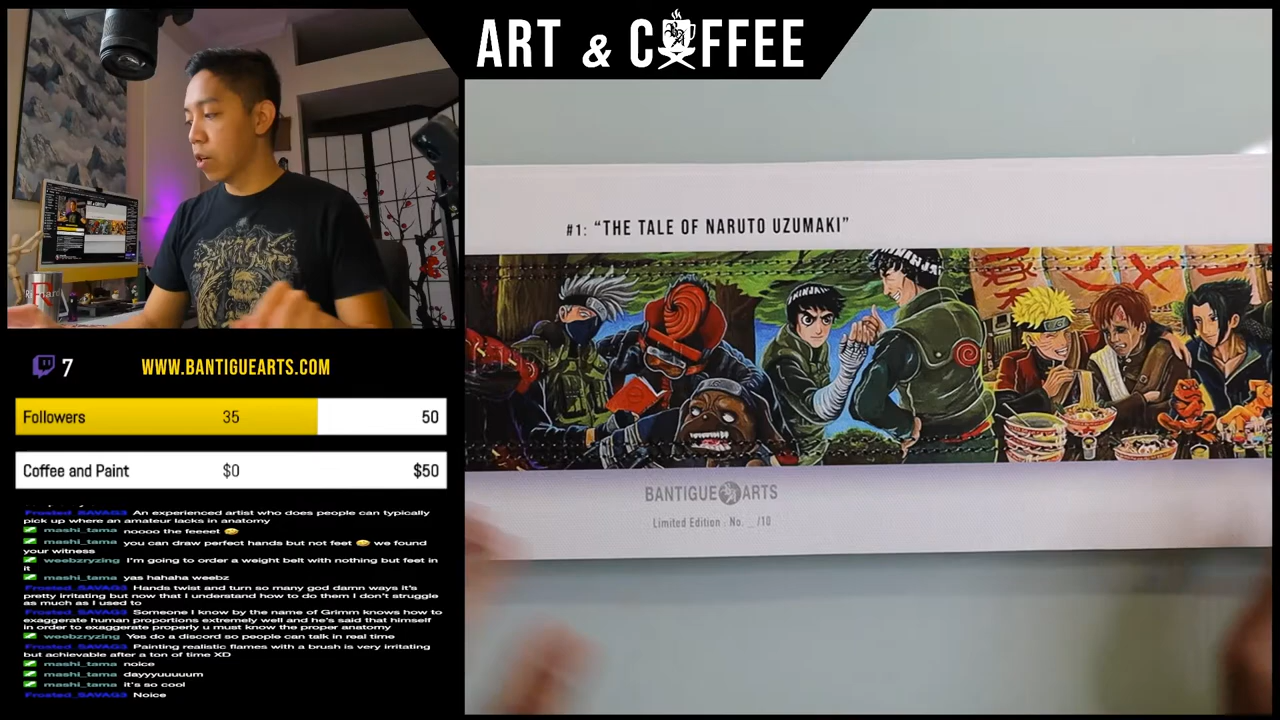 ART & COFFEE
#1: "THE TALE OF NARUTO UZUMAKI"
BANTIGUE ARTS
Limited Edition - No. _ /10
7
WWW.BANTIGUEARTS.COM
Followers 35 50
Coffee and Paint $0 $50
Frosted_SAVAG3 An experienced artist who does people can typically
pick up where an amateur lacks in anatomy
mashi_tama noooo the feeeet
mashi_tama you can draw perfect hands but not feet 😔 we found
your witness
weebzryzing I'm going to order a weight belt with nothing but feet in
it
mashi_tama yas hahaha weebz
Frosted_SAVAG3 Hands twist and turn so many god damn ways it's
pretty irritating but now that I understand how to do them I don't struggle
as much as I used to
Frosted_SAVAG3 Someone I know by the name of Grimm knows how to
exaggerate human proportions extremely well and he's said that himself
in order to exaggerate properly u must know the proper anatomy
weebzryzing Yes do a discord so people can talk in real time
Frosted_SAVAG3 Painting realistic flames with a brush is very irritating
but achievable after a ton of time XD
mashi_tama noice
mashi_tama dayyyuuuuum
mashi_tama it's so cool
Frosted_SAVAG3 Noice